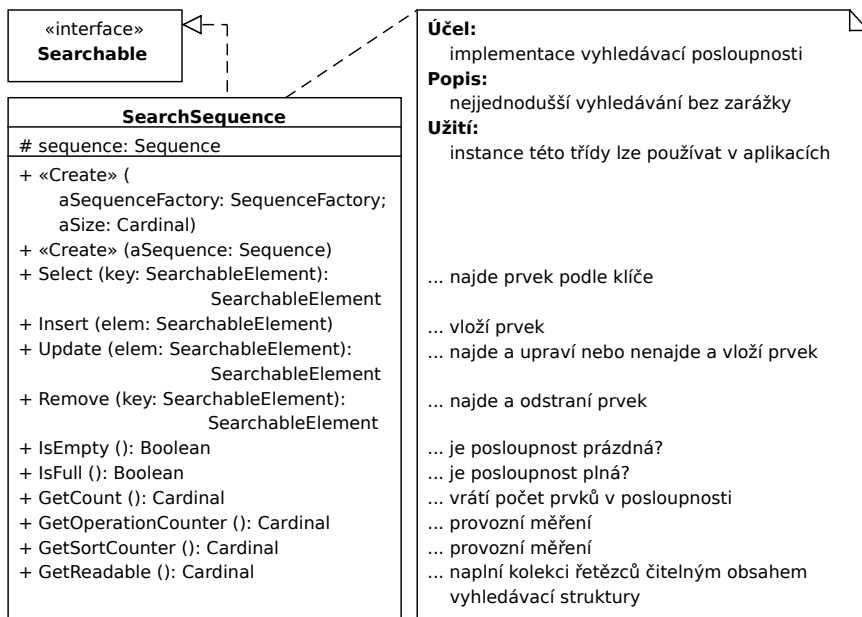 «interface»
Searchable
SearchSequence
# sequence: Sequence
+ «Create» (
aSequenceFactory: SequenceFactory;
aSize: Cardinal)
+ «Create» (aSequence: Sequence)
+ Select (key: SearchableElement):
SearchableElement
+ Insert (elem: SearchableElement)
+ Update (elem: SearchableElement):
SearchableElement
+ Remove (key: SearchableElement):
SearchableElement
+ IsEmpty (): Boolean
+ IsFull (): Boolean
+ GetCount (): Cardinal
+ GetOperationCounter (): Cardinal
+ GetSortCounter (): Cardinal
+ GetReadable (): Cardinal
Účel:
implementace vyhledávací posloupnosti
Popis:
nejjednodušší vyhledávání bez zarážky
Užití:
instance této třídy lze používat v aplikacích
... najde prvek podle klíče
... vloží prvek
... najde a upraví nebo nenajde a vloží prvek
... najde a odstraní prvek
... je posloupnost prázdná?
... je posloupnost plná?
... vrátí počet prvků v posloupnosti
... provozní měření
... provozní měření
... naplní kolekci řetězců čitelným obsahem
vyhledávací struktury